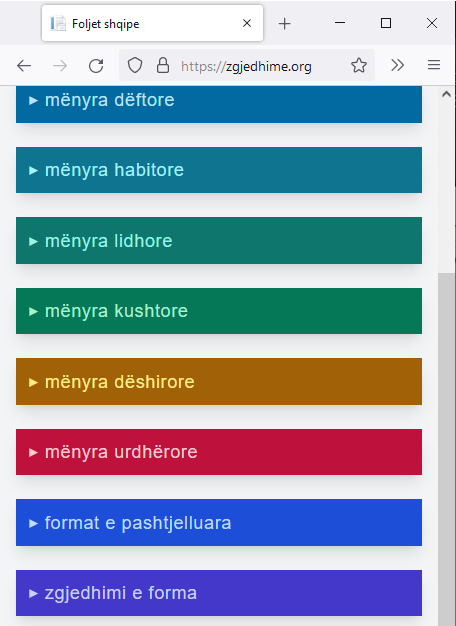 Foljet shqipe
https://zgjedhime.org
mënyra dëftore
mënyra habitore
mënyra lidhore
mënyra kushtore
mënyra dëshirore
mënyra urdhërore
format e pashtjelluara
zgjedhimi e forma